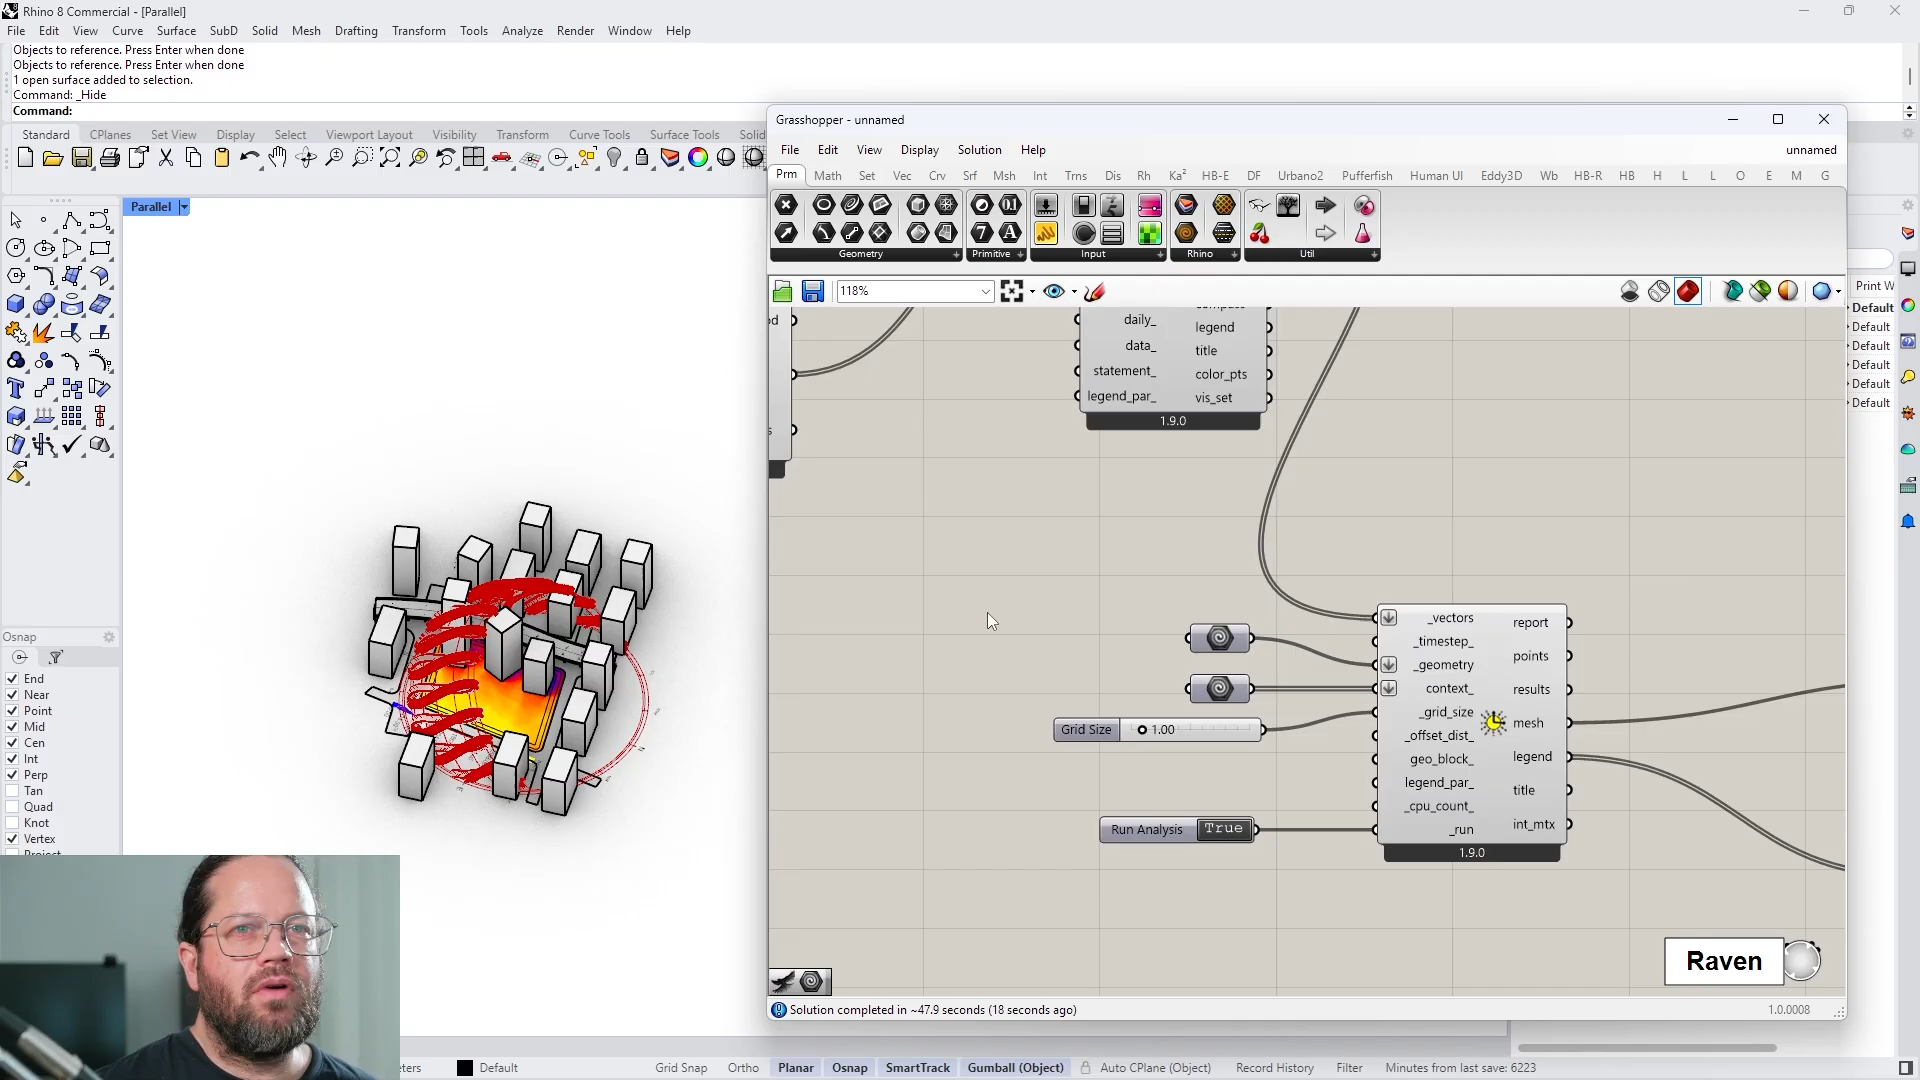 Rhino 8 Commercial - [Parallel]
File Edit View Curve Surface SubD Solid Mesh Drafting Transform Tools Analyze Render Window Help
Objects to reference. Press Enter when done
Objects to reference. Press Enter when done
1 open surface added to selection.
Command: _Hide
Command:
Standard CPlanes Set View Display Select Viewport Layout Visibility Transform Curve Tools Surface Tools Solid
Parallel
Osnap
End
Near
Point
Mid
Cen
Int
Perp
Tan
Quad
Knot
Vertex
Project
Grasshopper - unnamed
File Edit View Display Solution Help
unnamed
Prm Math Set Vec Crv Srf Msh Int Trns Dis Rh Ka² HB-E DF Urbano2 Pufferfish Human UI Eddy3D Wb HB-R HB H L L O E M G
Geometry Primitive Input Rhino Util
118%
daily_
data_
statement_
legend_par_
legend
title
color_pts
vis_set
1.9.0
_vectors
_timestep_
_geometry
context_
_grid_size
_offset_dist_
geo_block_
legend_par_
_cpu_count_
_run
report
points
results
mesh
legend
title
int_mtx
1.9.0
Grid Size 1.00
Run Analysis True
Raven
Solution completed in ~47.9 seconds (18 seconds ago)
1.0.0008
Print W
Default
Default
Default
Default
Default
Default
Default
Grid Snap Ortho Planar Osnap SmartTrack Gumball (Object) Auto CPlane (Object) Record History Filter Minutes from last save: 6223